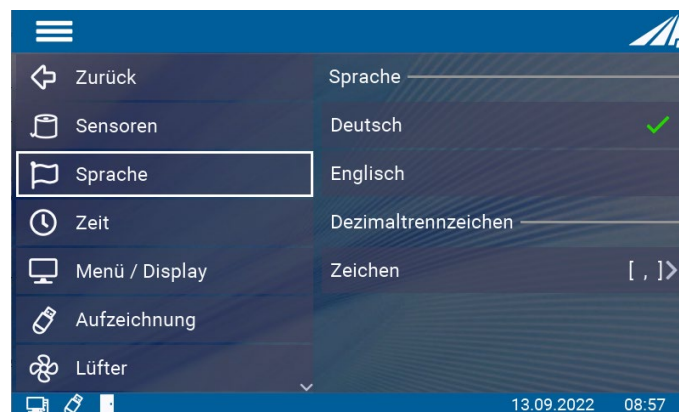 Zurück
Sensoren
Sprache
Zeit
Menü / Display
Aufzeichnung
Lüfter
Sprache
Deutsch
Englisch
Dezimaltrennzeichen
Zeichen [ , ]
13.09.2022 08:57